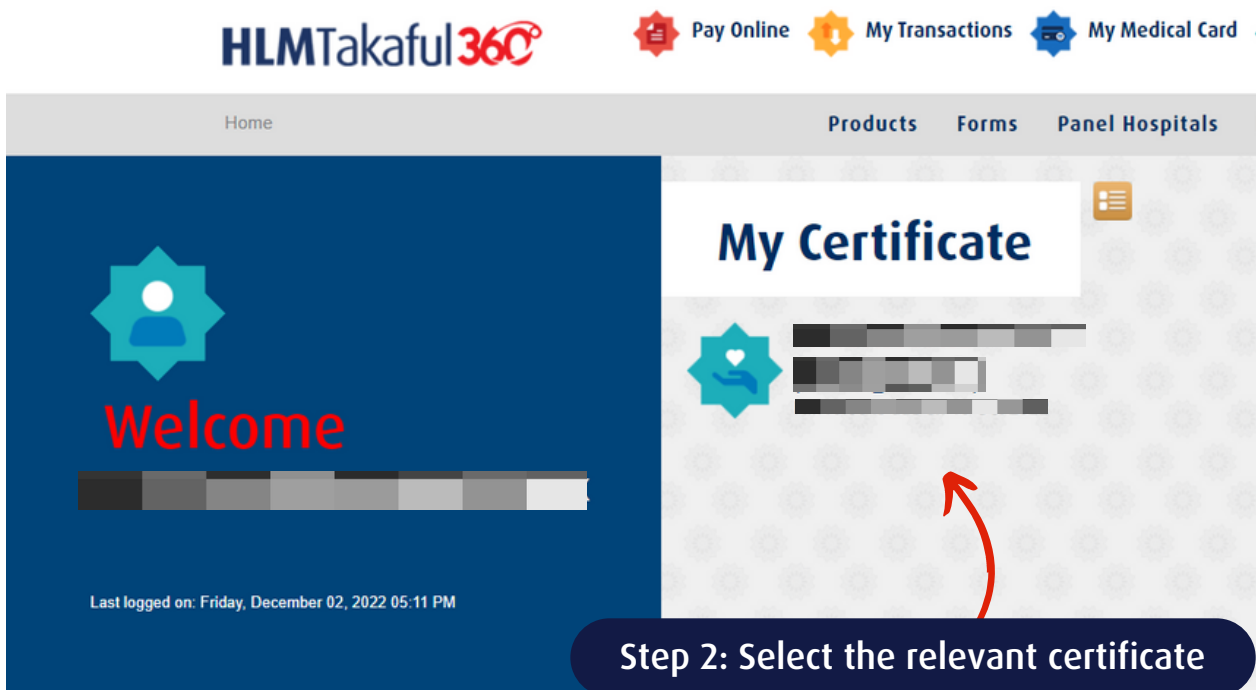 HLMTakaful360°
Pay Online My Transactions My Medical Card
Home
Products Forms Panel Hospitals
My Certificate
Welcome
Last logged on: Friday, December 02, 2022 05:11 PM
Step 2: Select the relevant certificate